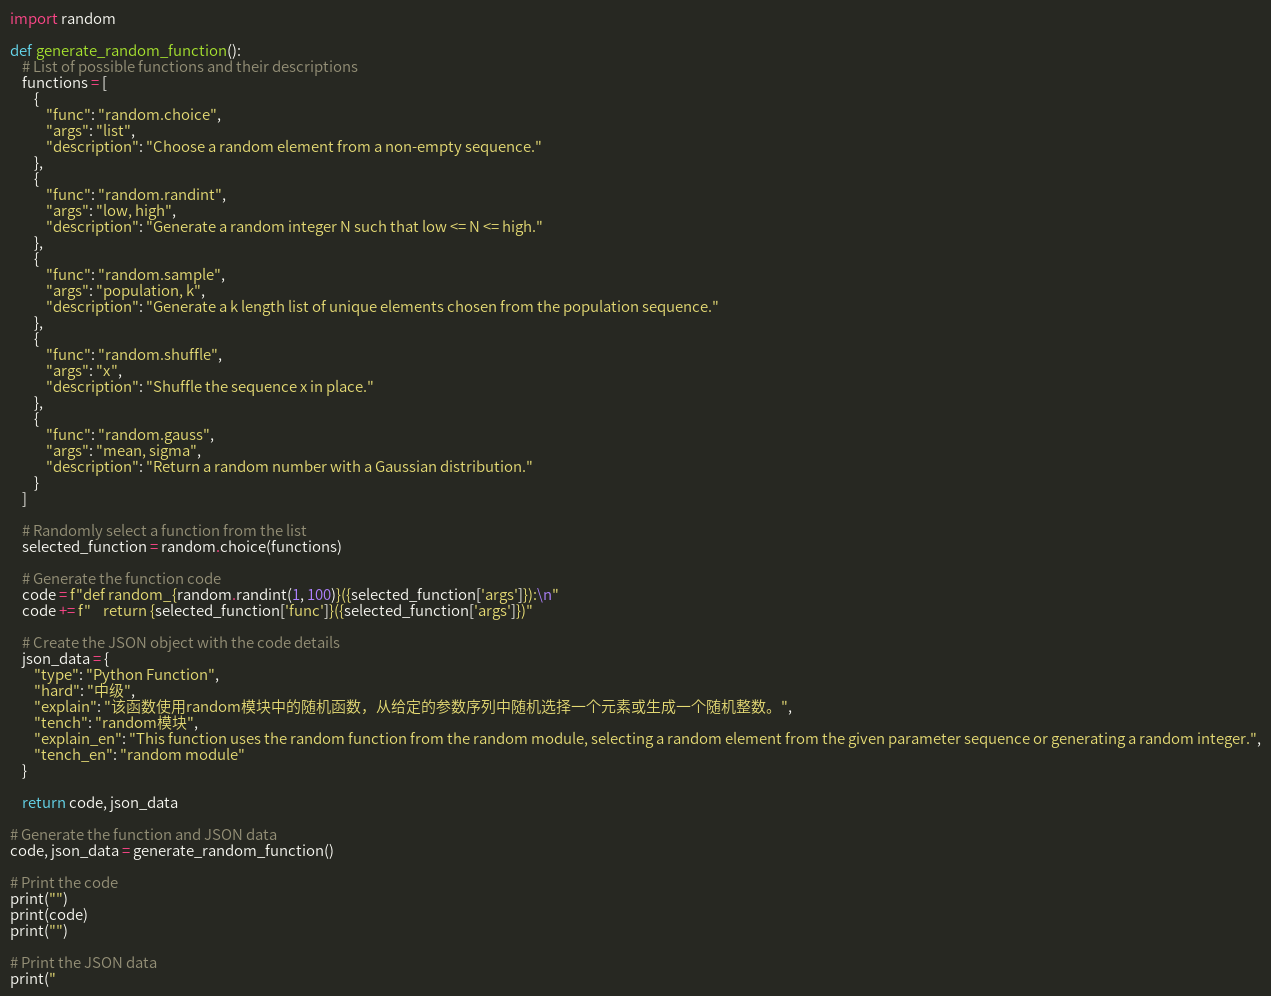 import random
def generate_random_function():
# List of possible functions and their descriptions
functions = [
{
"func": "random.choice",
"args": "list",
"description": "Choose a random element from a non-empty sequence."
},
{
"func": "random.randint",
"args": "low, high",
"description": "Generate a random integer N such that low <= N <= high."
},
{
"func": "random.sample",
"args": "population, k",
"description": "Generate a k length list of unique elements chosen from the population sequence."
},
{
"func": "random.shuffle",
"args": "x",
"description": "Shuffle the sequence x in place."
},
{
"func": "random.gauss",
"args": "mean, sigma",
"description": "Return a random number with a Gaussian distribution."
}
]
# Randomly select a function from the list
selected_function = random.choice(functions)
# Generate the function code
code = f"def random_{random.randint(1, 100)}({selected_function['args']}):\n"
code += f"    return {selected_function['func']}({selected_function['args']})"
# Create the JSON object with the code details
json_data = {
"type": "Python Function",
"hard": "中级",
"explain": "该函数使用random模块中的随机函数，从给定的参数序列中随机选择一个元素或生成一个随机整数。",
"tench": "random模块",
"explain_en": "This function uses the random function from the random module, selecting a random element from the given parameter sequence or generating a random integer.",
"tench_en": "random module"
}
return code, json_data
# Generate the function and JSON data
code, json_data = generate_random_function()
# Print the code
print("")
print(code)
print("")
# Print the JSON data
print("